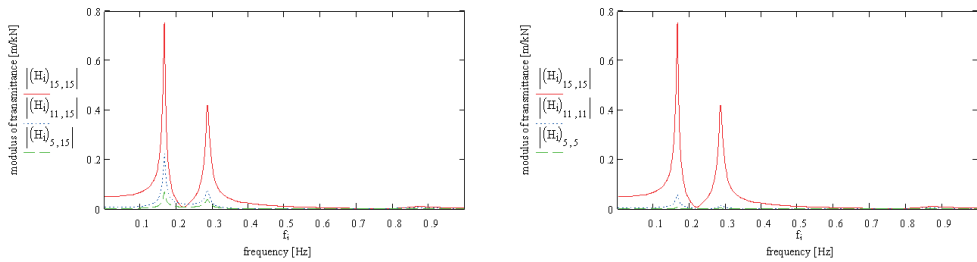 modulus of transmittance [m/kN]
|(Hi)15,15|
|(Hi)11,15|
|(Hi)5,15|
0.8
0.6
0.4
0.2
0
0.1 0.2 0.3 0.4 0.5 0.6 0.7 0.8 0.9
fi
frequency [Hz]
modulus of transmittance [m/kN]
|(Hi)15,15|
|(Hi)11,11|
|(Hi)5,5|
0.8
0.6
0.4
0.2
0
0.1 0.2 0.3 0.4 0.5 0.6 0.7 0.8 0.9
fi
frequency [Hz]